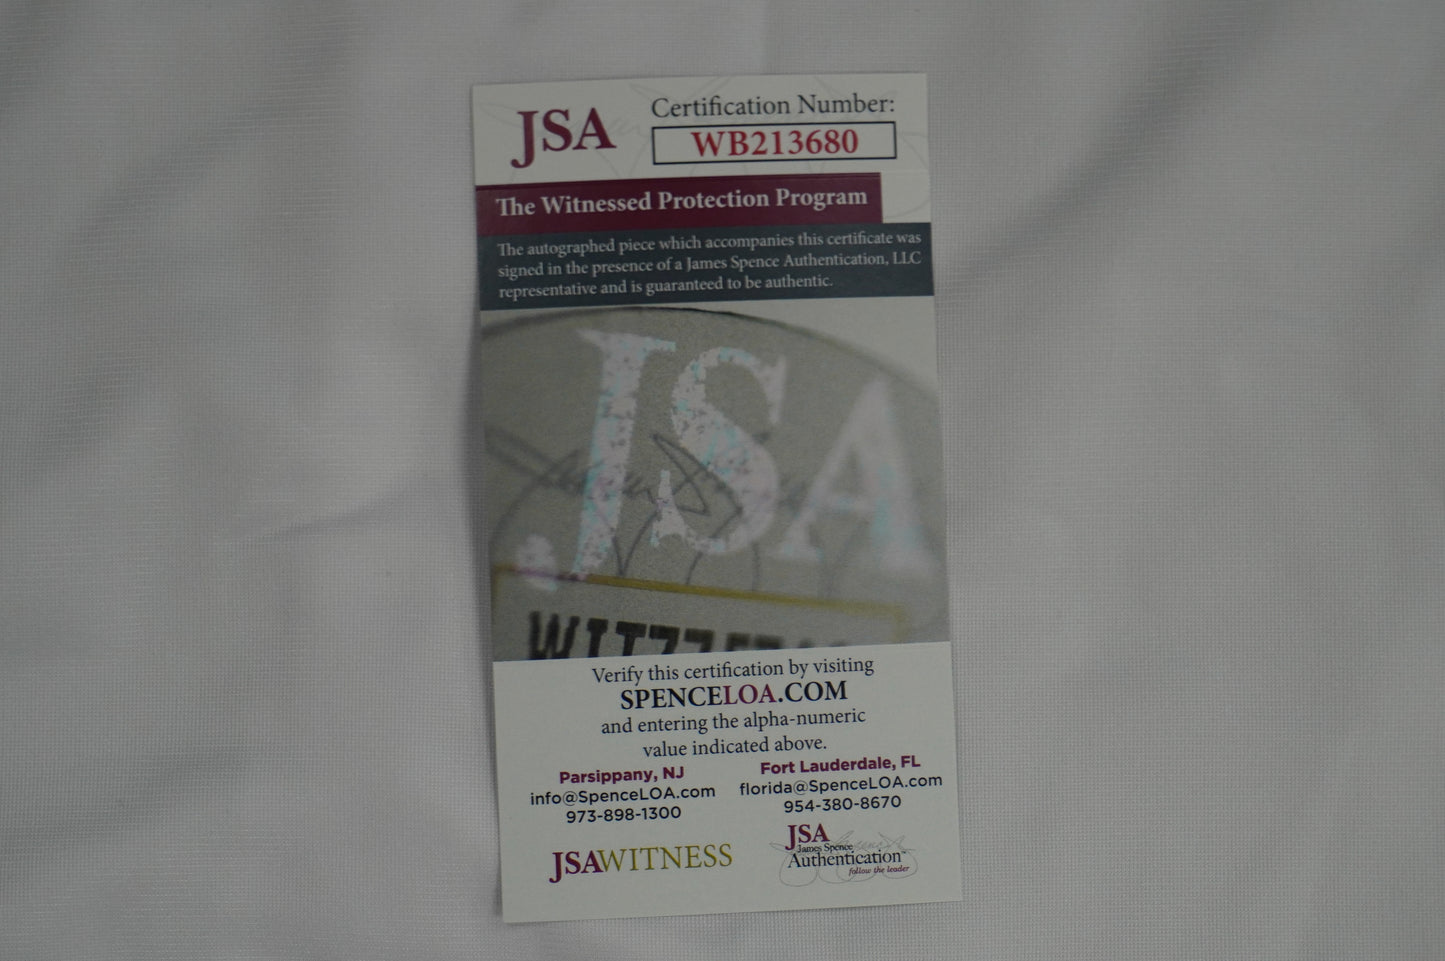 JSA
Certification Number:
WB213680
The Witnessed Protection Program
The autographed piece which accompanies this certificate was
signed in the presence of a James Spence Authentication, LLC
representative and is guaranteed to be authentic.
JSA
Verify this certification by visiting
SPENCELOA.COM
and entering the alpha-numeric
value indicated above.
Parsippany, NJ
info@SpenceLOA.com
973-898-1300
Fort Lauderdale, FL
florida@SpenceLOA.com
954-380-8670
JSAWITNESS
JSA
James Spence
Authentication™
follow the leader